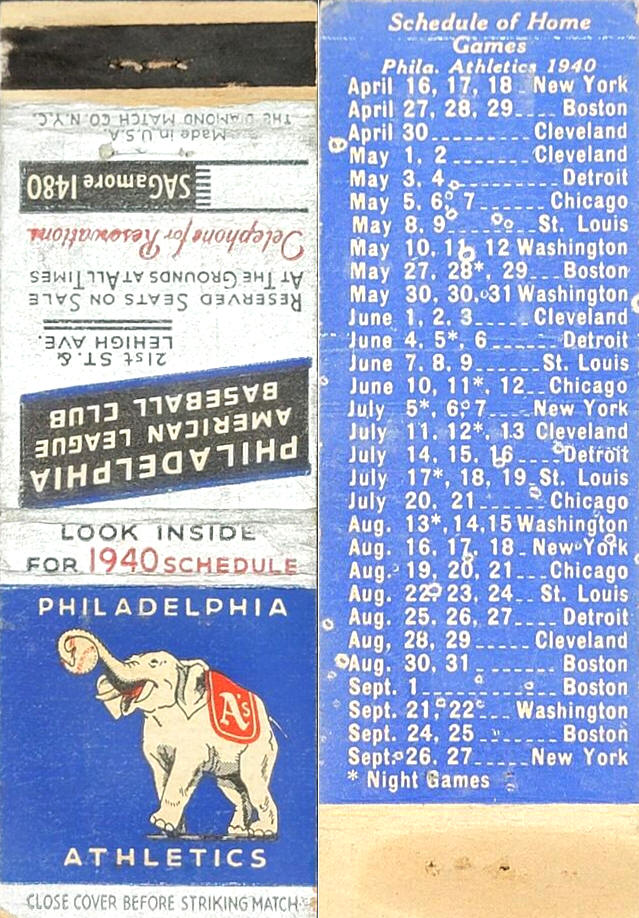 THE DIAMOND MATCH CO. N.Y.C.
Made in U.S.A.
SAGamore 1480
Telephone for Reservations
AT THE GROUNDS AT ALL TIMES
RESERVED SEATS ON SALE
LEHIGH AVE.
21st ST. &
BASEBALL CLUB
AMERICAN LEAGUE
PHILADELPHIA
LOOK INSIDE
FOR 1940 SCHEDULE
PHILADELPHIA
A's
ATHLETICS
CLOSE COVER BEFORE STRIKING MATCH
Schedule of Home
Games
Phila. Athletics 1940
April 16, 17, 18 New York
April 27, 28, 29 Boston
April 30 Cleveland
May 1, 2 Cleveland
May 3, 4 Detroit
May 5, 6, 7 Chicago
May 8, 9 St. Louis
May 10, 11, 12 Washington
May 27, 28*, 29 Boston
May 30, 30, 31 Washington
June 1, 2, 3 Cleveland
June 4, 5*, 6 Detroit
June 7, 8, 9 St. Louis
June 10, 11*, 12 Chicago
July 5*, 6, 7 New York
July 11, 12*, 13 Cleveland
July 14, 15, 16 Detroit
July 17*, 18, 19 St. Louis
July 20, 21 Chicago
Aug. 13*, 14, 15 Washington
Aug. 16, 17, 18 New York
Aug. 19, 20, 21 Chicago
Aug. 22, 23, 24 St. Louis
Aug. 25, 26, 27 Detroit
Aug, 28, 29 Cleveland
Aug. 30, 31 Boston
Sept. 1 Boston
Sept. 21, 22 Washington
Sept. 24, 25 Boston
Sept. 26, 27 New York
* Night Games